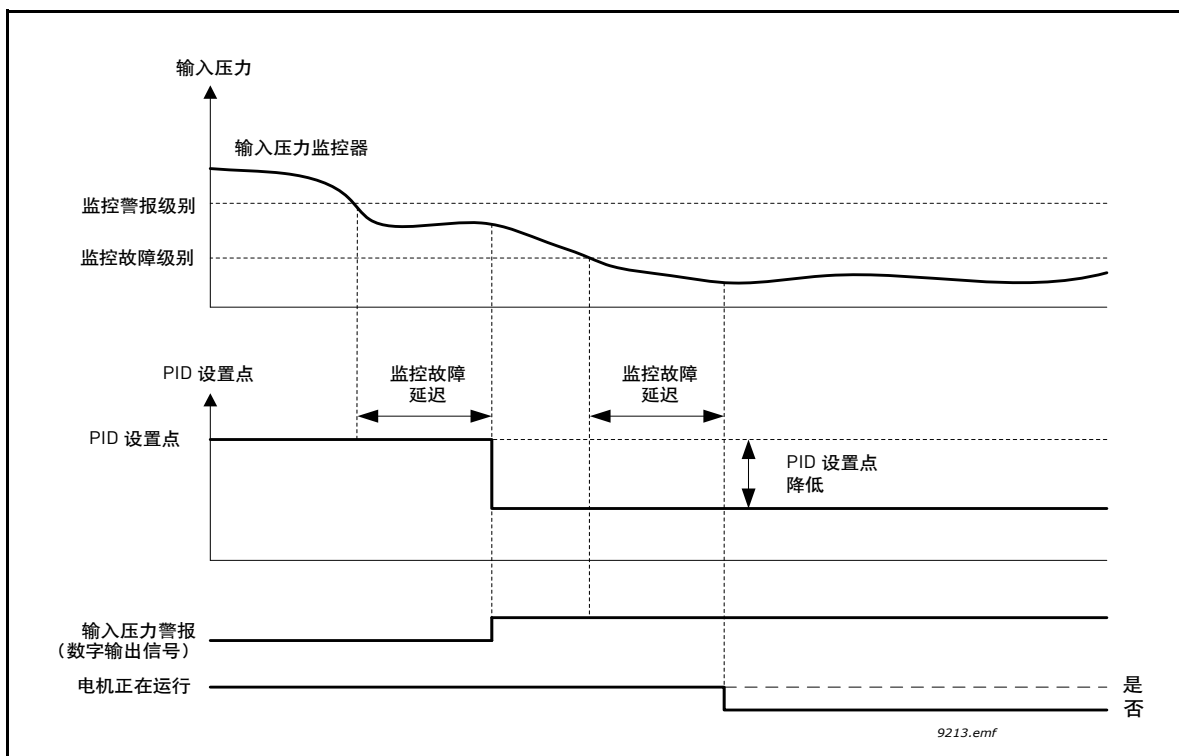 输入压力
输入压力监控器
监控警报级别
监控故障级别
PID 设置点
监控故障
延迟
监控故障
延迟
PID 设置点
PID 设置点
降低
输入压力警报
（数字输出信号）
电机正在运行
是
否
9213.emf